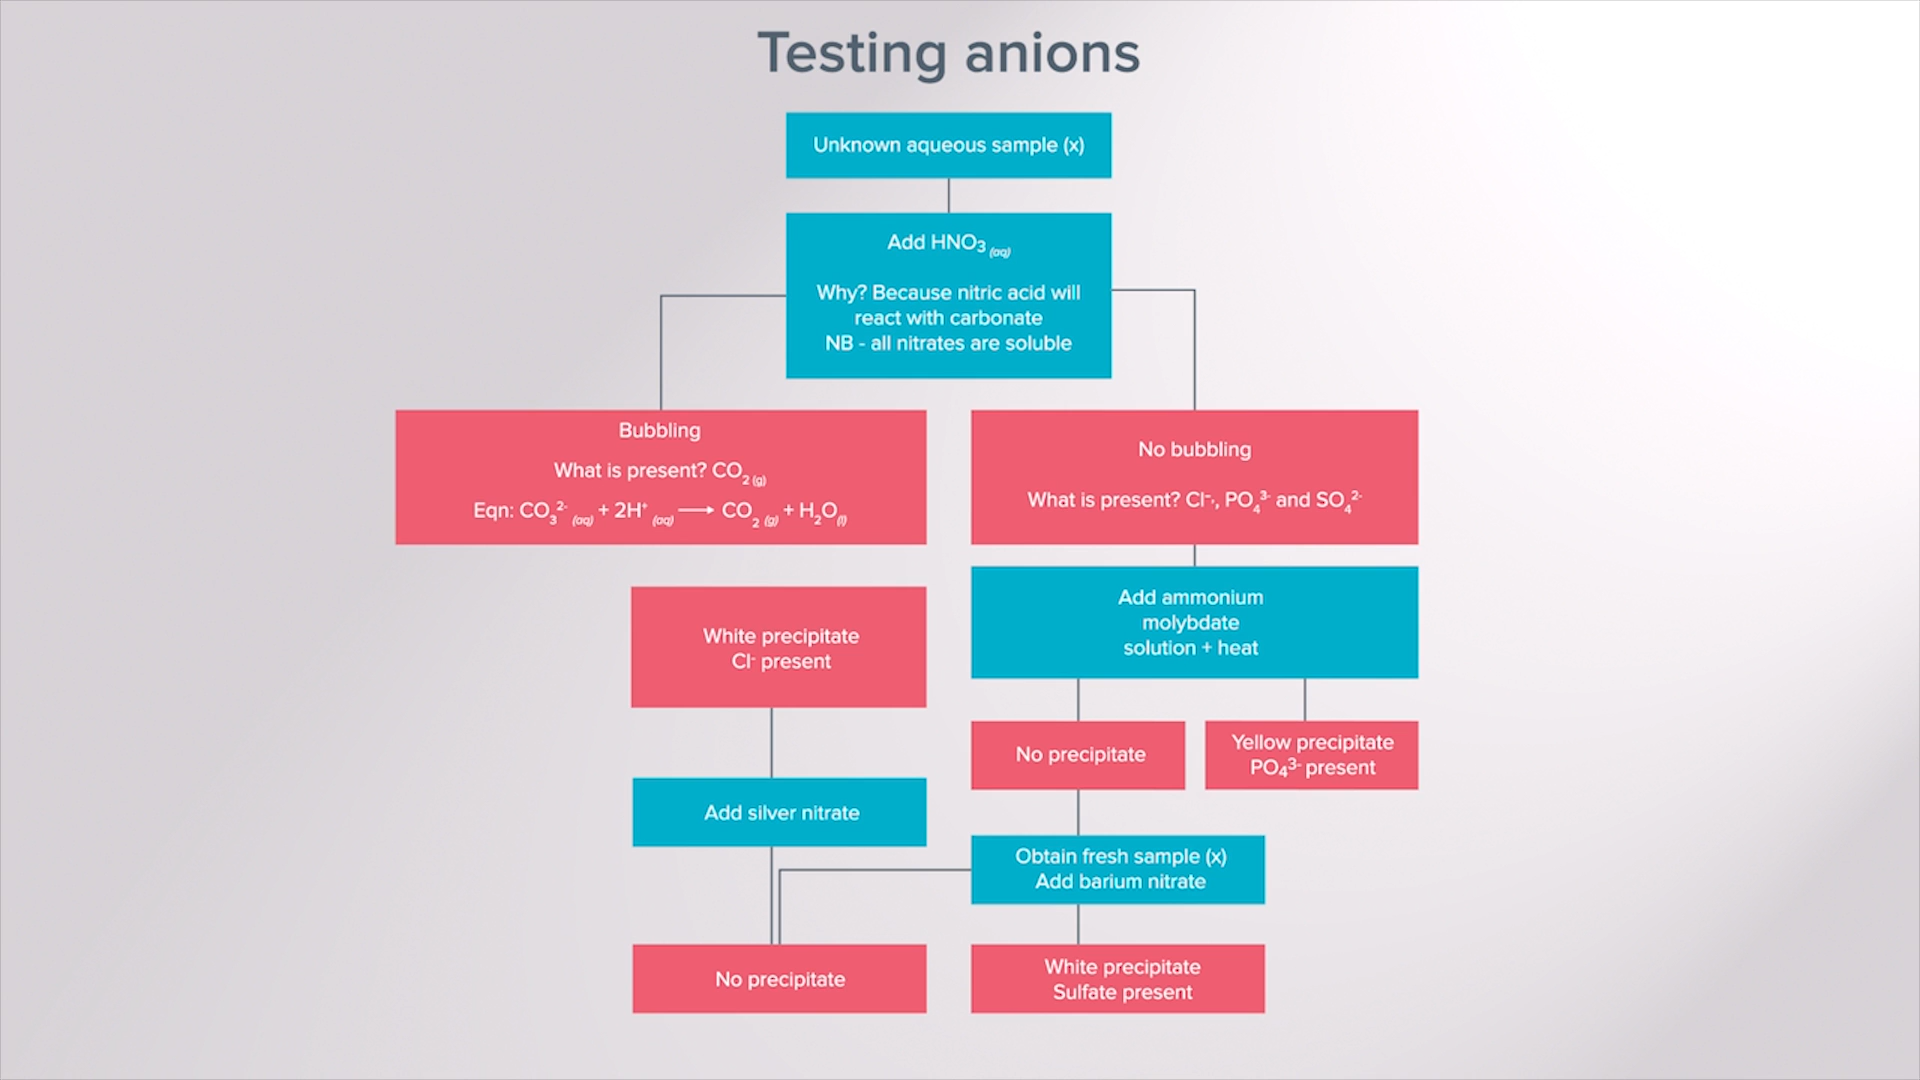 Testing anions
Unknown aqueous sample (x)
Add HNO₃ (aq)
Why? Because nitric acid will
react with carbonate
NB - all nitrates are soluble
Bubbling
What is present? CO₂ (g)
Eqn: CO₃²⁻ (aq) + 2H⁺ (aq) ⟶ CO₂ (g) + H₂O(l)
No bubbling
What is present? Cl⁻, PO₄³⁻ and SO₄²⁻
White precipitate
Cl⁻ present
Add ammonium
molybdate
solution + heat
No precipitate
Yellow precipitate
PO₄³⁻ present
Add silver nitrate
Obtain fresh sample (x)
Add barium nitrate
No precipitate
White precipitate
Sulfate present